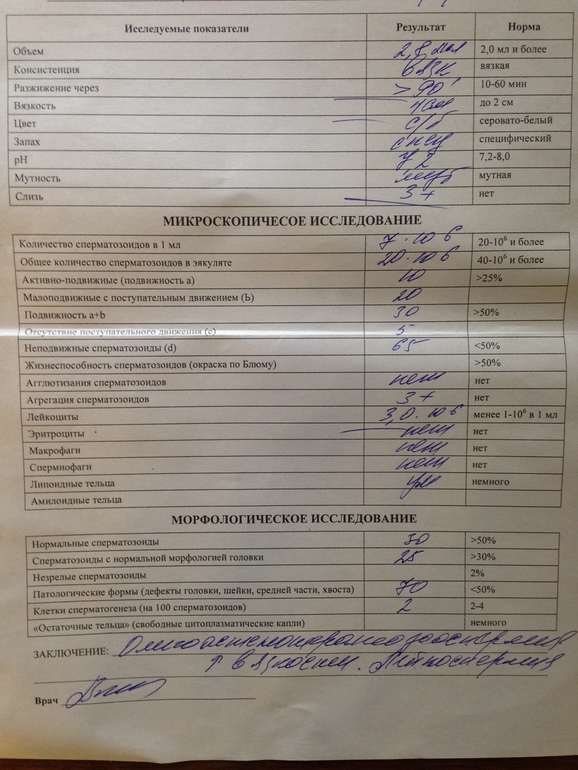 Исследуемые показатели Результат Норма
Объем 2,8 мл 2,0 мл и более
Консистенция вязк вязкая
Разжижение через > 90' 10-60 мин
Вязкость до 2 см
Цвет с/б серовато-белый
Запах спец специфический
pH 7,2 7,2-8,0
Мутность мут мутная
Слизь 3+ нет
МИКРОСКОПИЧЕСОЕ ИССЛЕДОВАНИЕ
Количество сперматозоидов в 1 мл 7·10 6 20-10⁶ и более
Общее количество сперматозоидов в эякуляте 20·10 6 40-10⁶ и более
Активно-подвижные (подвижность а) 10 >25%
Малоподвижные с поступательным движением (Ь) 20
Подвижность a+b 30 >50%
Отсутствие поступательного движения (с) 5
Неподвижные сперматозоиды (d) 65 <50%
Жизнеспособность сперматозоидов (окраска по Блюму) >50%
Агглютизания сперматозоидов нет нет
Агрегация сперматозоидов 3+ нет
Лейкоциты 3,0·10 6 менее 1-10⁶ в 1 мл
Эритроциты нет нет
Макрофаги нет нет
Спермиофаги нет нет
Липоидные тельца ум немного
Амилоидные тельца
МОРФОЛОГИЧЕСКОЕ ИССЛЕДОВАНИЕ
Нормальные сперматозоиды 30 >50%
Сперматозоиды с нормальной морфологией головки 25 >30%
Незрелые сперматозоиды 2%
Патологические формы (дефекты головки, шейки, средней части, хвоста) 70 <50%
Клетки сперматогенеза (на 100 сперматозоидов) 2 2-4
«Остаточные тельца» (свободные цитоплазматические капли) немного
ЗАКЛЮЧЕНИЕ: Олигоастенотератозооспермия
↑ вязкости. Лейкоспермия
Врач